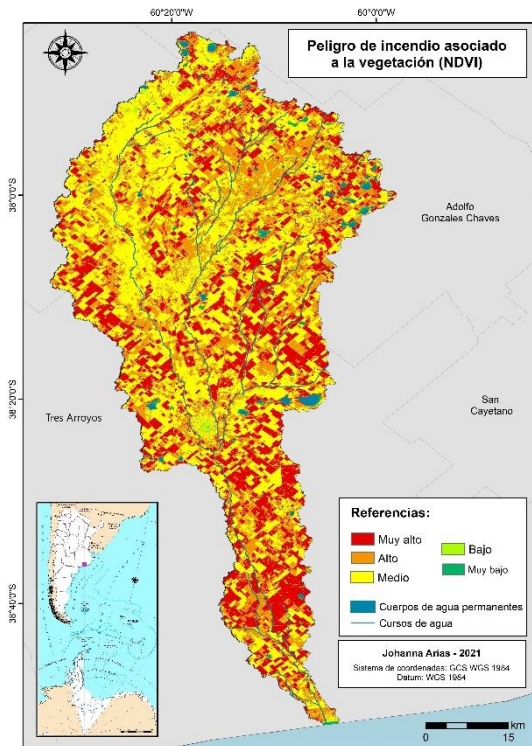 60°20'0"W
60°0'0"W
Peligro de incendio asociado
a la vegetación (NDVI)
38°0'0"S
Adolfo
Gonzales Chaves
38°20'0"S
Tres Arroyos
San
Cayetano
38°40'0"S
Referencias:
Muy alto
Alto
Medio
Bajo
Muy bajo
Cuerpos de agua permanentes
Cursos de agua
Johanna Arias - 2021
Sistema de coordenadas: GCS WGS 1984
Datum: WGS 1984
0
15
km